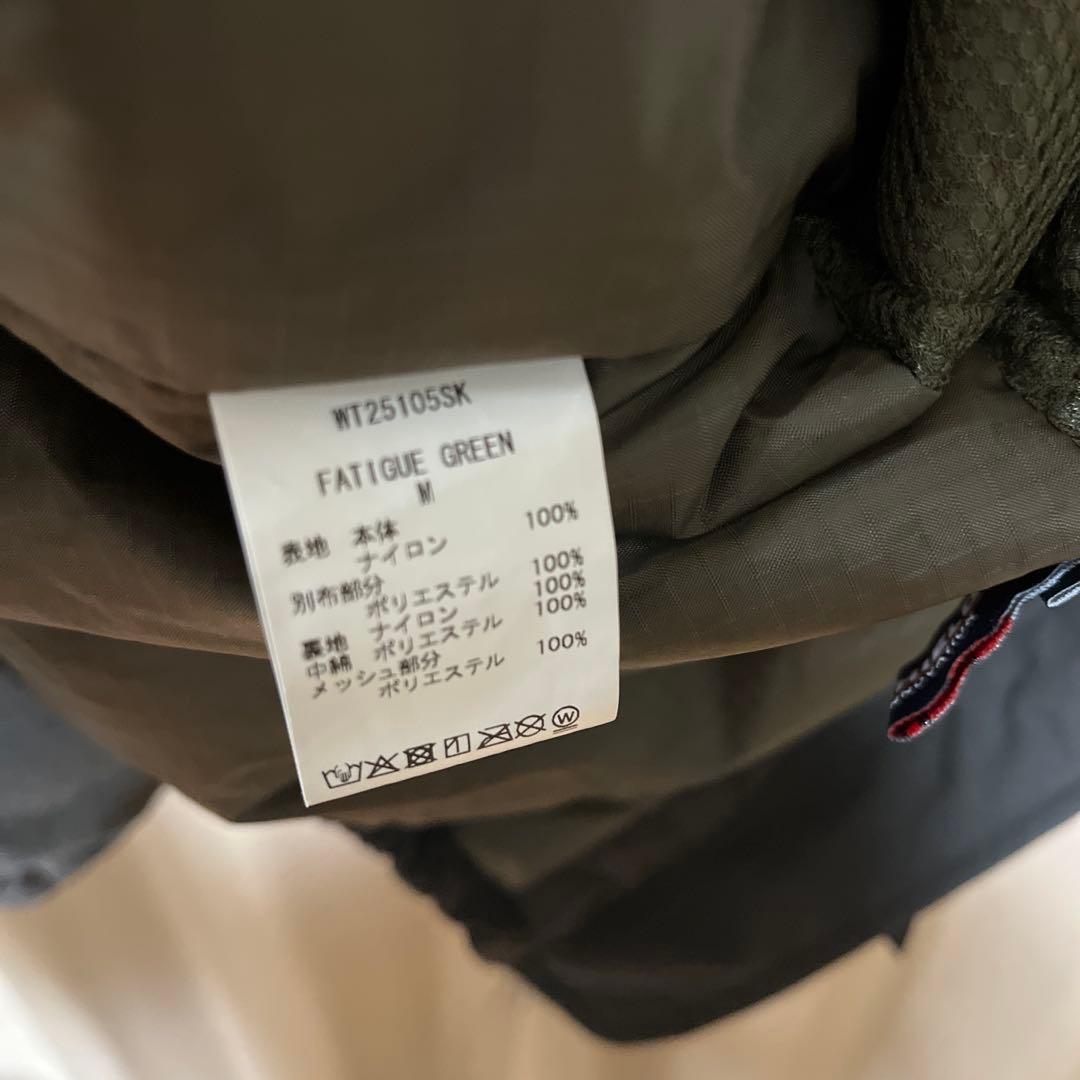 WT25105SK
FATIGUE GREEN
M
表地 本体
ナイロン 100%
別布部分
ポリエステル 100%
裏地 ナイロン 100%
中綿 ポリエステル 100%
メッシュ部分
ポリエステル 100%